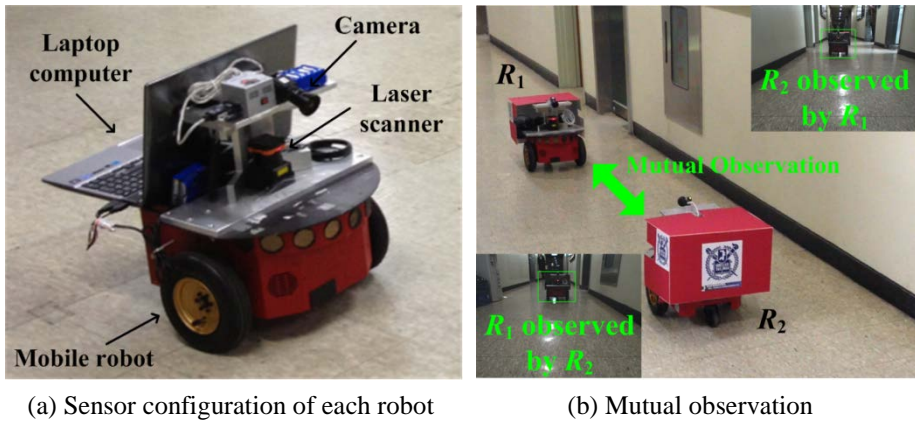 Laptop
computer
Camera
Laser
scanner
Mobile robot
(a) Sensor configuration of each robot
R1
R2 observed
by R1
Mutual Observation
R1 observed
by R2
R2
(b) Mutual observation